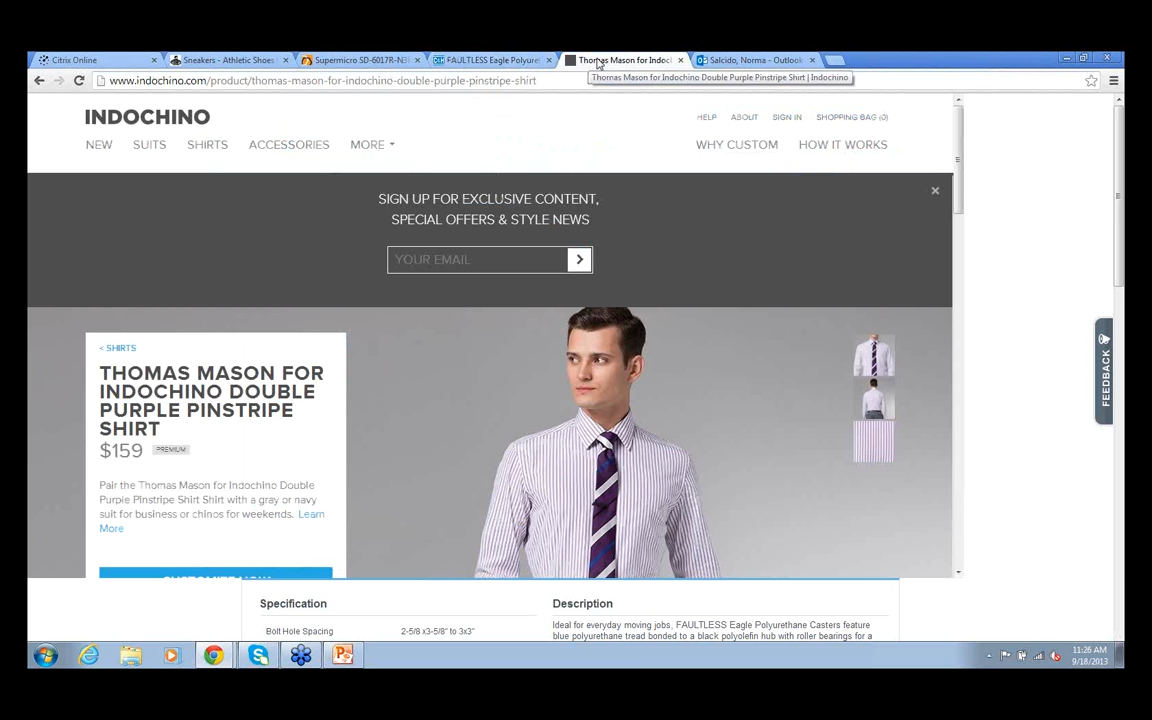 Citrix Online
Sneakers - Athletic Shoes
Supermicro SD-6017R-N3
FAULTLESS Eagle Polyuret
Thomas Mason for Indoc
Salcido, Norma - Outlook
www.indochino.com/product/thomas-mason-for-indochino-double-purple-pinstripe-shirt
Thomas Mason for Indochino Double Purple Pinstripe Shirt | Indochino
INDOCHINO
HELP ABOUT SIGN IN SHOPPING BAG (0)
NEW SUITS SHIRTS ACCESSORIES MORE
WHY CUSTOM HOW IT WORKS
SIGN UP FOR EXCLUSIVE CONTENT,
SPECIAL OFFERS & STYLE NEWS
YOUR EMAIL
< SHIRTS
THOMAS MASON FOR
INDOCHINO DOUBLE
PURPLE PINSTRIPE
SHIRT
$159 PREMIUM
Pair the Thomas Mason for Indochino Double
Purple Pinstripe Shirt Shirt with a gray or navy
suit for business or chinos for weekends. Learn
More
CUSTOMIZE NOW
FEEDBACK
Specification
Bolt Hole Spacing 2-5/8 x3-5/8" to 3x3"
Description
Ideal for everyday moving jobs, FAULTLESS Eagle Polyurethane Casters feature
blue polyurethane tread bonded to a black polyolefin hub with roller bearings for a
11:26 AM
9/18/2013